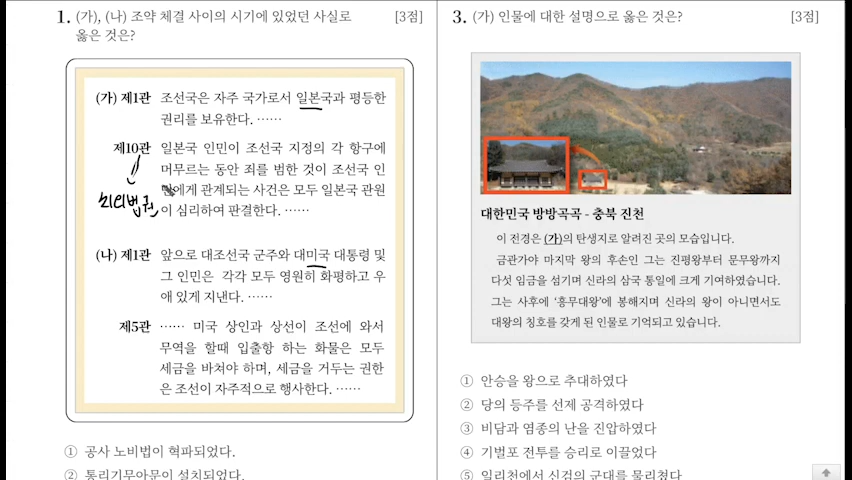 1. (가), (나) 조약 체결 사이의 시기에 있었던 사실로 [3점]
옳은 것은?
(가) 제1관 조선국은 자주 국가로서 일본국과 평등한
권리를 보유한다. ……
제10관 일본국 인민이 조선국 지정의 각 항구에
머무르는 동안 죄를 범한 것이 조선국 인
에게 관계되는 사건은 모두 일본국 관원
이 심리하여 판결한다. ……
치외법권
(나) 제1관 앞으로 대조선국 군주와 대미국 대통령 및
그 인민은 각각 모두 영원히 화평하고 우
애 있게 지낸다. ……
제5관 …… 미국 상인과 상선이 조선에 와서
무역을 할때 입출항 하는 화물은 모두
세금을 바쳐야 하며, 세금을 거두는 권한
은 조선이 자주적으로 행사한다. ……
① 공사 노비법이 혁파되었다.
② 통리기무아문이 설치되었다.
3. (가) 인물에 대한 설명으로 옳은 것은? [3점]
대한민국 방방곡곡 - 충북 진천
이 전경은 (가)의 탄생지로 알려진 곳의 모습입니다.
금관가야 마지막 왕의 후손인 그는 진평왕부터 문무왕까지
다섯 임금을 섬기며 신라의 삼국 통일에 크게 기여하였습니다.
그는 사후에 ‘흥무대왕’에 봉해지며 신라의 왕이 아니면서도
대왕의 칭호를 갖게 된 인물로 기억되고 있습니다.
① 안승을 왕으로 추대하였다
② 당의 등주를 선제 공격하였다
③ 비담과 염종의 난을 진압하였다
④ 기벌포 전투를 승리로 이끌었다
⑤ 일리천에서 신검의 군대를 물리쳤다